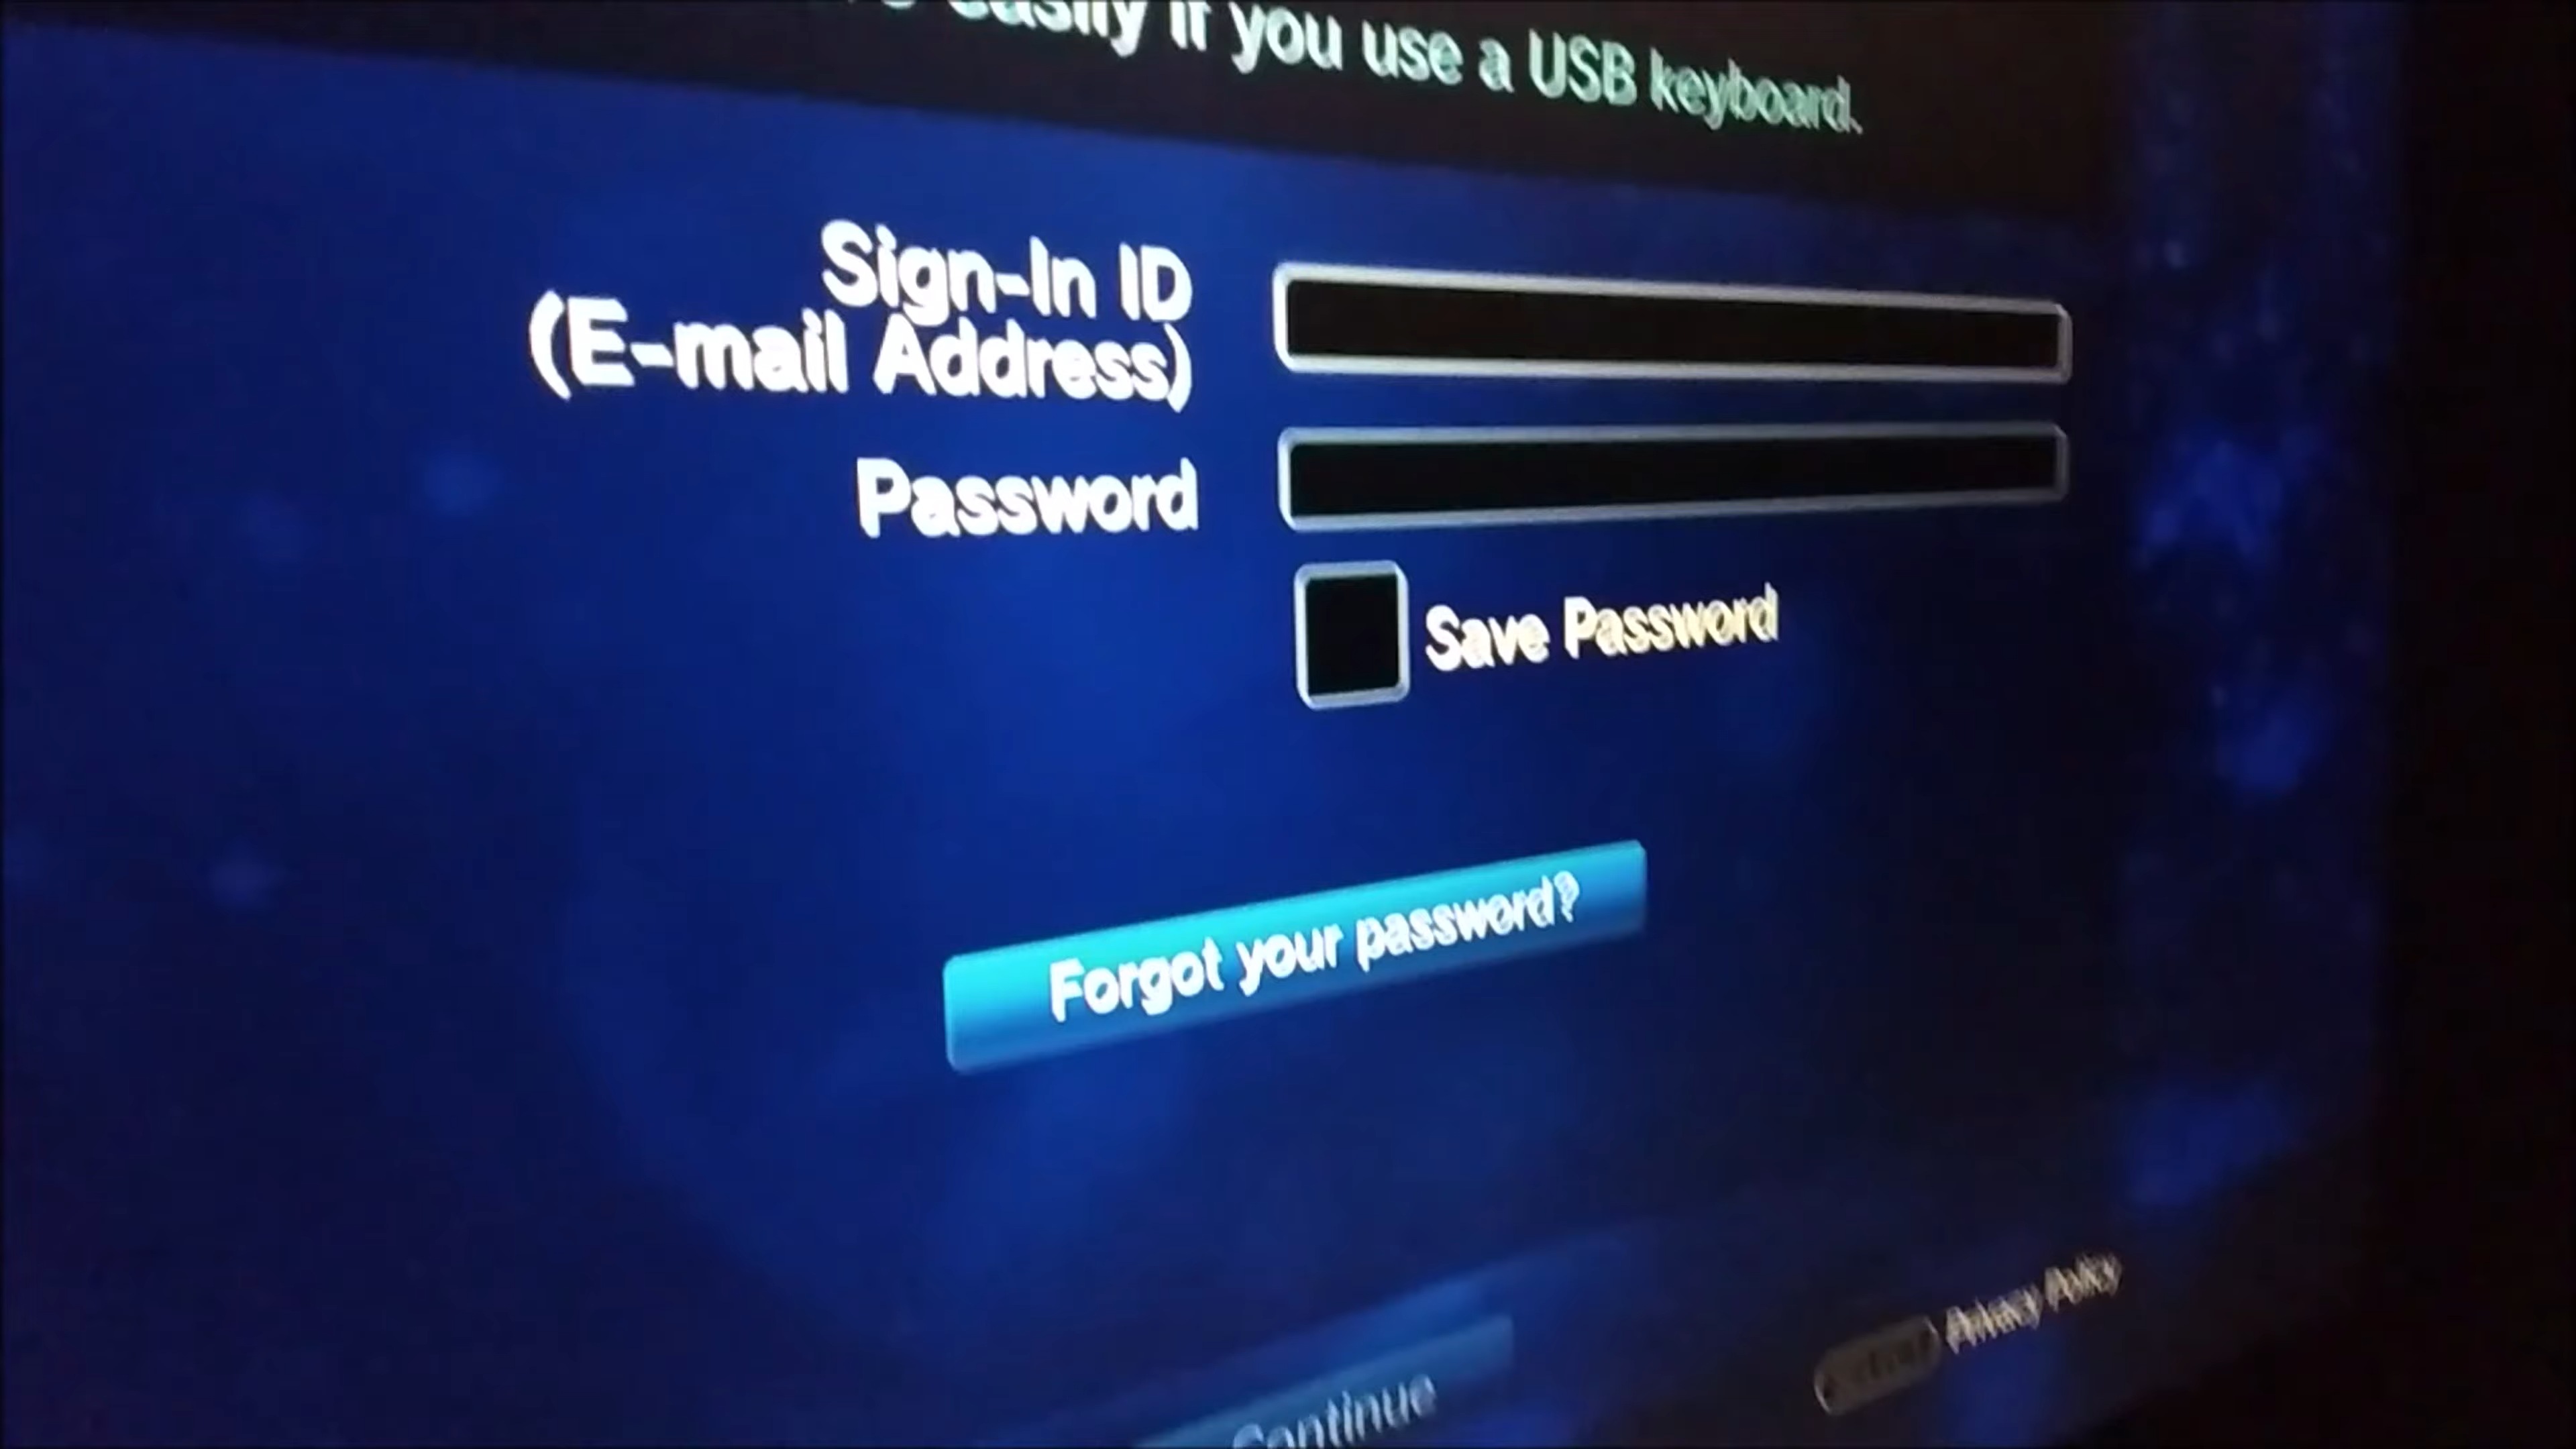 easily if you use a USB keyboard.
Sign-In ID
(E-mail Address)
Password
Save Password
Forgot your password?
Continue
Privacy Policy